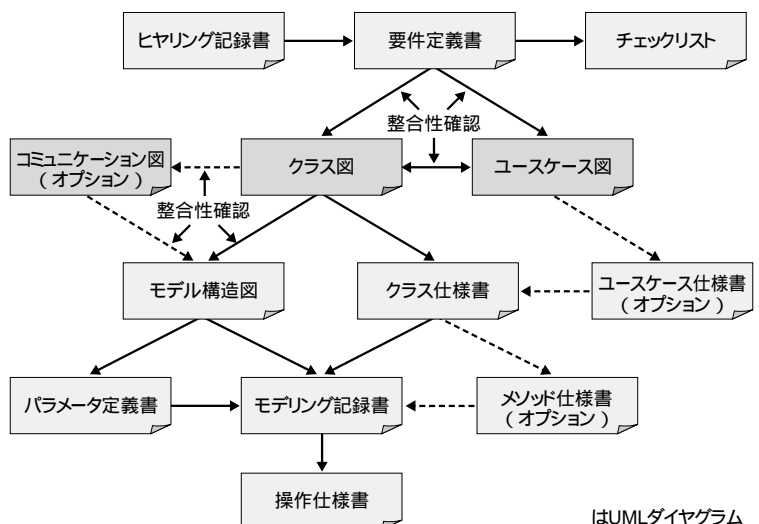 ヒヤリング記録書
要件定義書
チェックリスト
整合性確認
コミュニケーション図
(オプション)
クラス図
ユースケース図
整合性確認
モデル構造図
クラス仕様書
ユースケース仕様書
(オプション)
パラメータ定義書
モデリング記録書
メソッド仕様書
(オプション)
操作仕様書
はUMLダイヤグラム